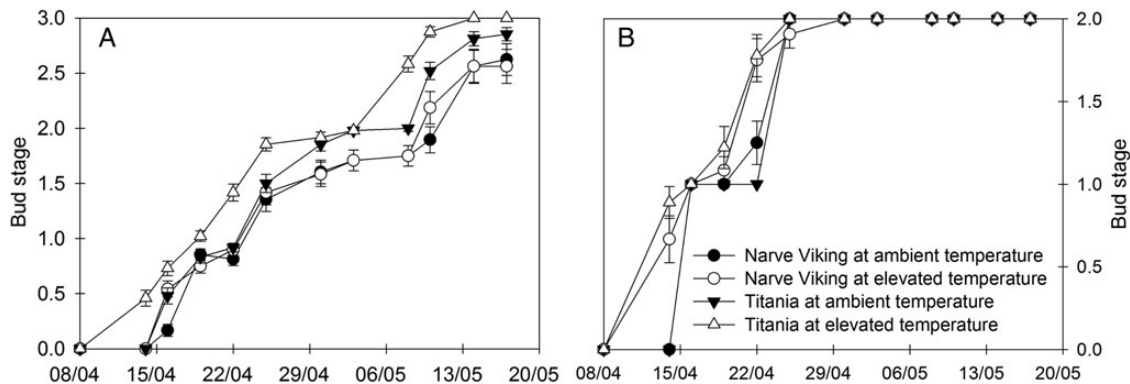 3.0
2.5
2.0
1.5
1.0
0.5
0.0
Bud stage
A
08/04 15/04 22/04 29/04 06/05 13/05 20/05
B
2.0
1.5
1.0
0.5
0.0
Bud stage
Narve Viking at ambient temperature
Narve Viking at elevated temperature
Titania at ambient temperature
Titania at elevated temperature
08/04 15/04 22/04 29/04 06/05 13/05 20/05